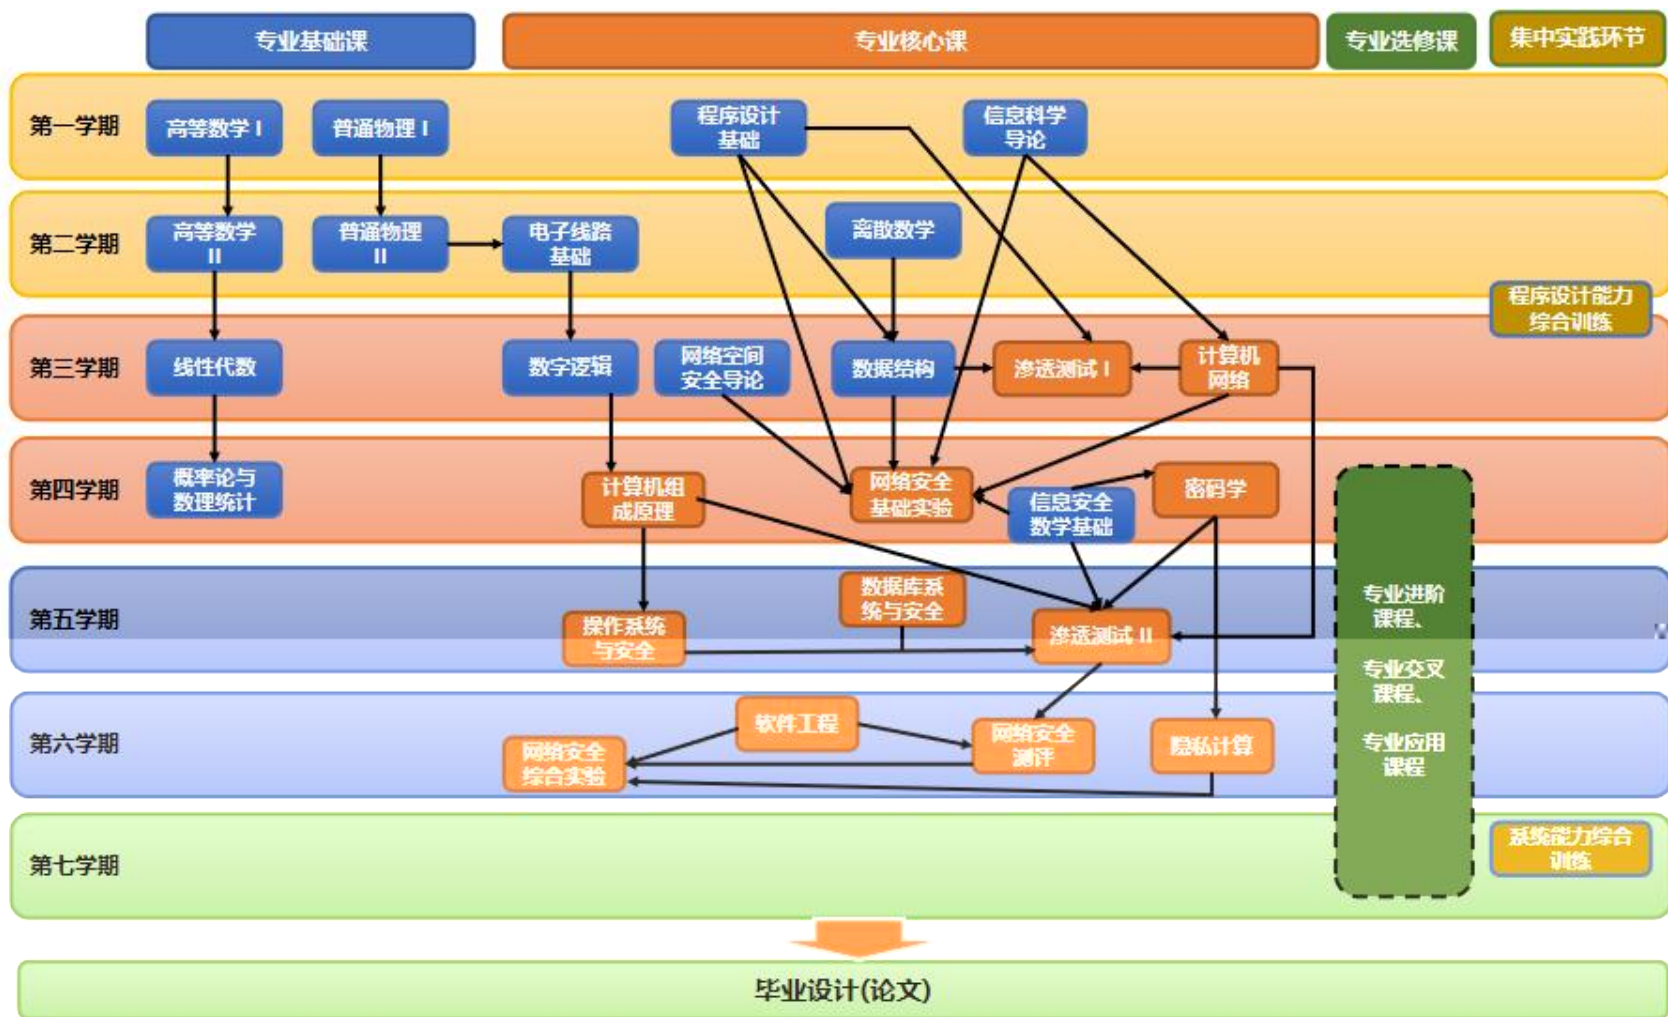 专业基础课
专业核心课
专业选修课
集中实践环节
第一学期
高等数学 I
普通物理 I
程序设计
基础
信息科学
导论
第二学期
高等数学
II
普通物理
II
电子线路
基础
离散数学
程序设计能力
综合训练
第三学期
线性代数
数字逻辑
网络空间
安全导论
数据结构
渗透测试 I
计算机
网络
第四学期
概率论与
数理统计
计算机组
成原理
网络安全
基础实验
信息安全
数学基础
密码学
第五学期
操作系统
与安全
数据库系
统与安全
渗透测试 II
专业进阶
课程、
专业交叉
课程、
专业应用
课程
第六学期
网络安全
综合实验
软件工程
网络安全
测评
隐私计算
第七学期
系统能力综合
训练
毕业设计(论文)